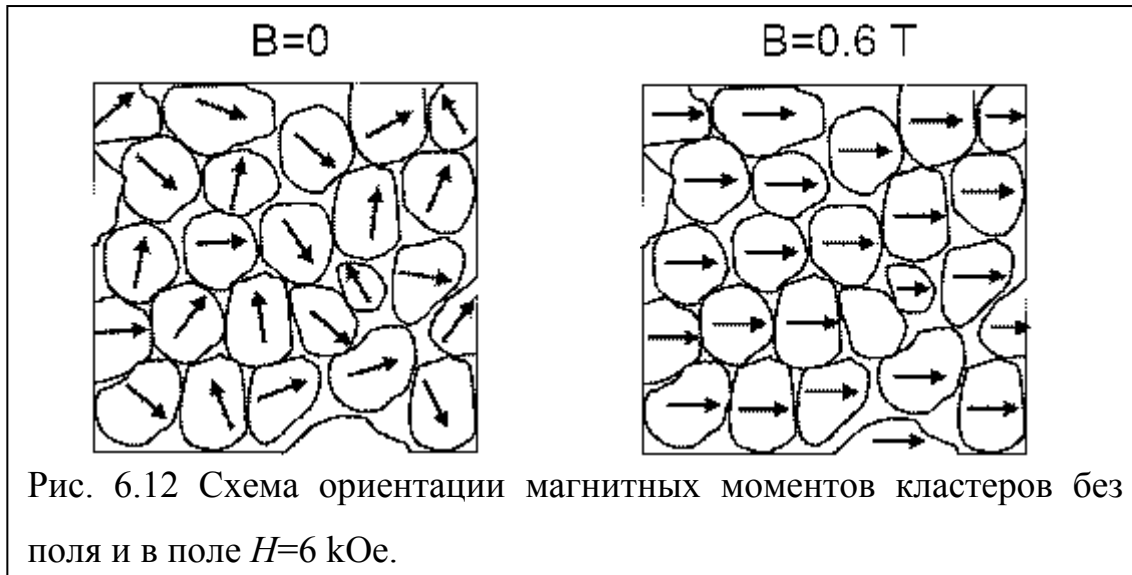 B=0
B=0.6 T
Рис. 6.12 Схема ориентации магнитных моментов кластеров без
поля и в поле H=6 kOe.